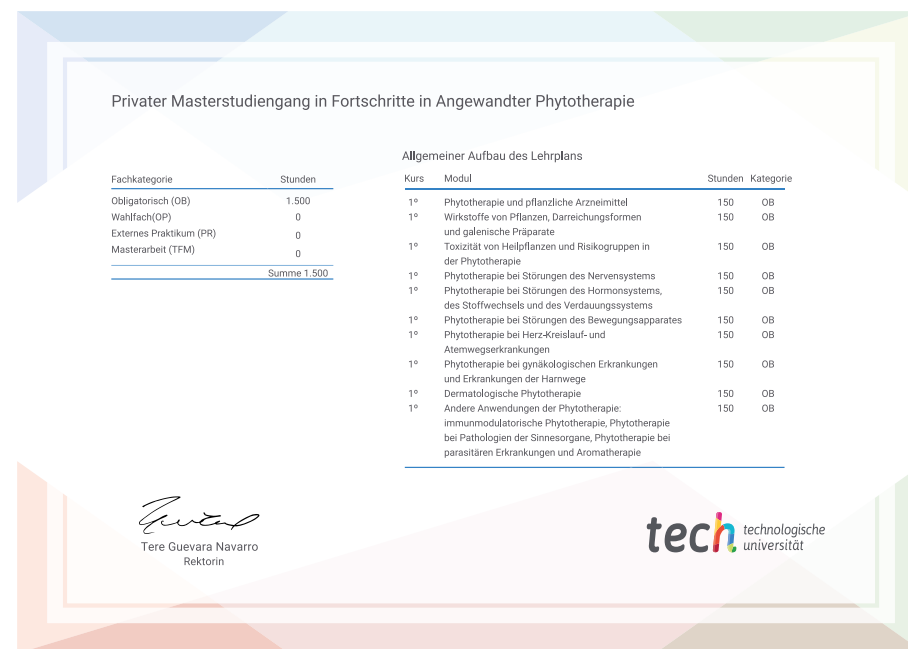 Privater Masterstudiengang in Fortschritte in Angewandter Phytotherapie
Fachkategorie Stunden
Obligatorisch (OB) 1.500
Wahlfach(OP) 0
Externes Praktikum (PR) 0
Masterarbeit (TFM) 0
Summe 1.500
Allgemeiner Aufbau des Lehrplans
Kurs Modul Stunden Kategorie
1º Phytotherapie und pflanzliche Arzneimittel 150 OB
1º Wirkstoffe von Pflanzen, Darreichungsformen 150 OB
und galenische Präparate
1º Toxizität von Heilpflanzen und Risikogruppen in 150 OB
der Phytotherapie
1º Phytotherapie bei Störungen des Nervensystems 150 OB
1º Phytotherapie bei Störungen des Hormonsystems, 150 OB
des Stoffwechsels und des Verdauungssystems
1º Phytotherapie bei Störungen des Bewegungsapparates 150 OB
1º Phytotherapie bei Herz-Kreislauf- und 150 OB
Atemwegserkrankungen
1º Phytotherapie bei gynäkologischen Erkrankungen 150 OB
und Erkrankungen der Harnwege
1º Dermatologische Phytotherapie 150 OB
1º Andere Anwendungen der Phytotherapie: 150 OB
immunmodulatorische Phytotherapie, Phytotherapie
bei Pathologien der Sinnesorgane, Phytotherapie bei
parasitären Erkrankungen und Aromatherapie
Tere Guevara Navarro
Rektorin
tech technologische
universität